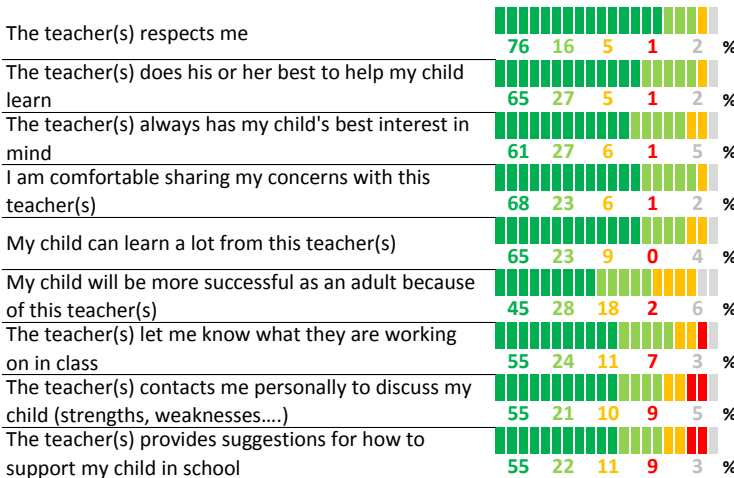 The teacher(s) respects me
76 16 5 1 2 %
The teacher(s) does his or her best to help my child
learn
65 27 5 1 2 %
The teacher(s) always has my child's best interest in
mind
61 27 6 1 5 %
I am comfortable sharing my concerns with this
teacher(s)
68 23 6 1 2 %
My child can learn a lot from this teacher(s)
65 23 9 0 4 %
My child will be more successful as an adult because
of this teacher(s)
45 28 18 2 6 %
The teacher(s) let me know what they are working
on in class
55 24 11 7 3 %
The teacher(s) contacts me personally to discuss my
child (strengths, weaknesses....)
55 21 10 9 5 %
The teacher(s) provides suggestions for how to
support my child in school
55 22 11 9 3 %